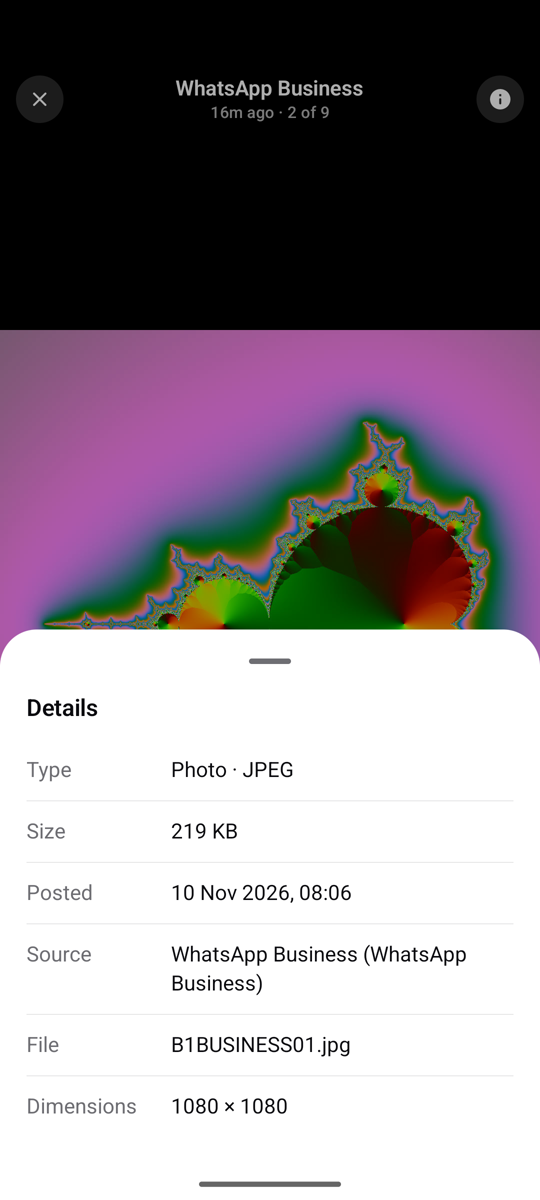 WhatsApp Business
16m ago · 2 of 9
Details
Type Photo · JPEG
Size 219 KB
Posted 10 Nov 2026, 08:06
Source WhatsApp Business (WhatsApp
Business)
File B1BUSINESS01.jpg
Dimensions 1080 × 1080